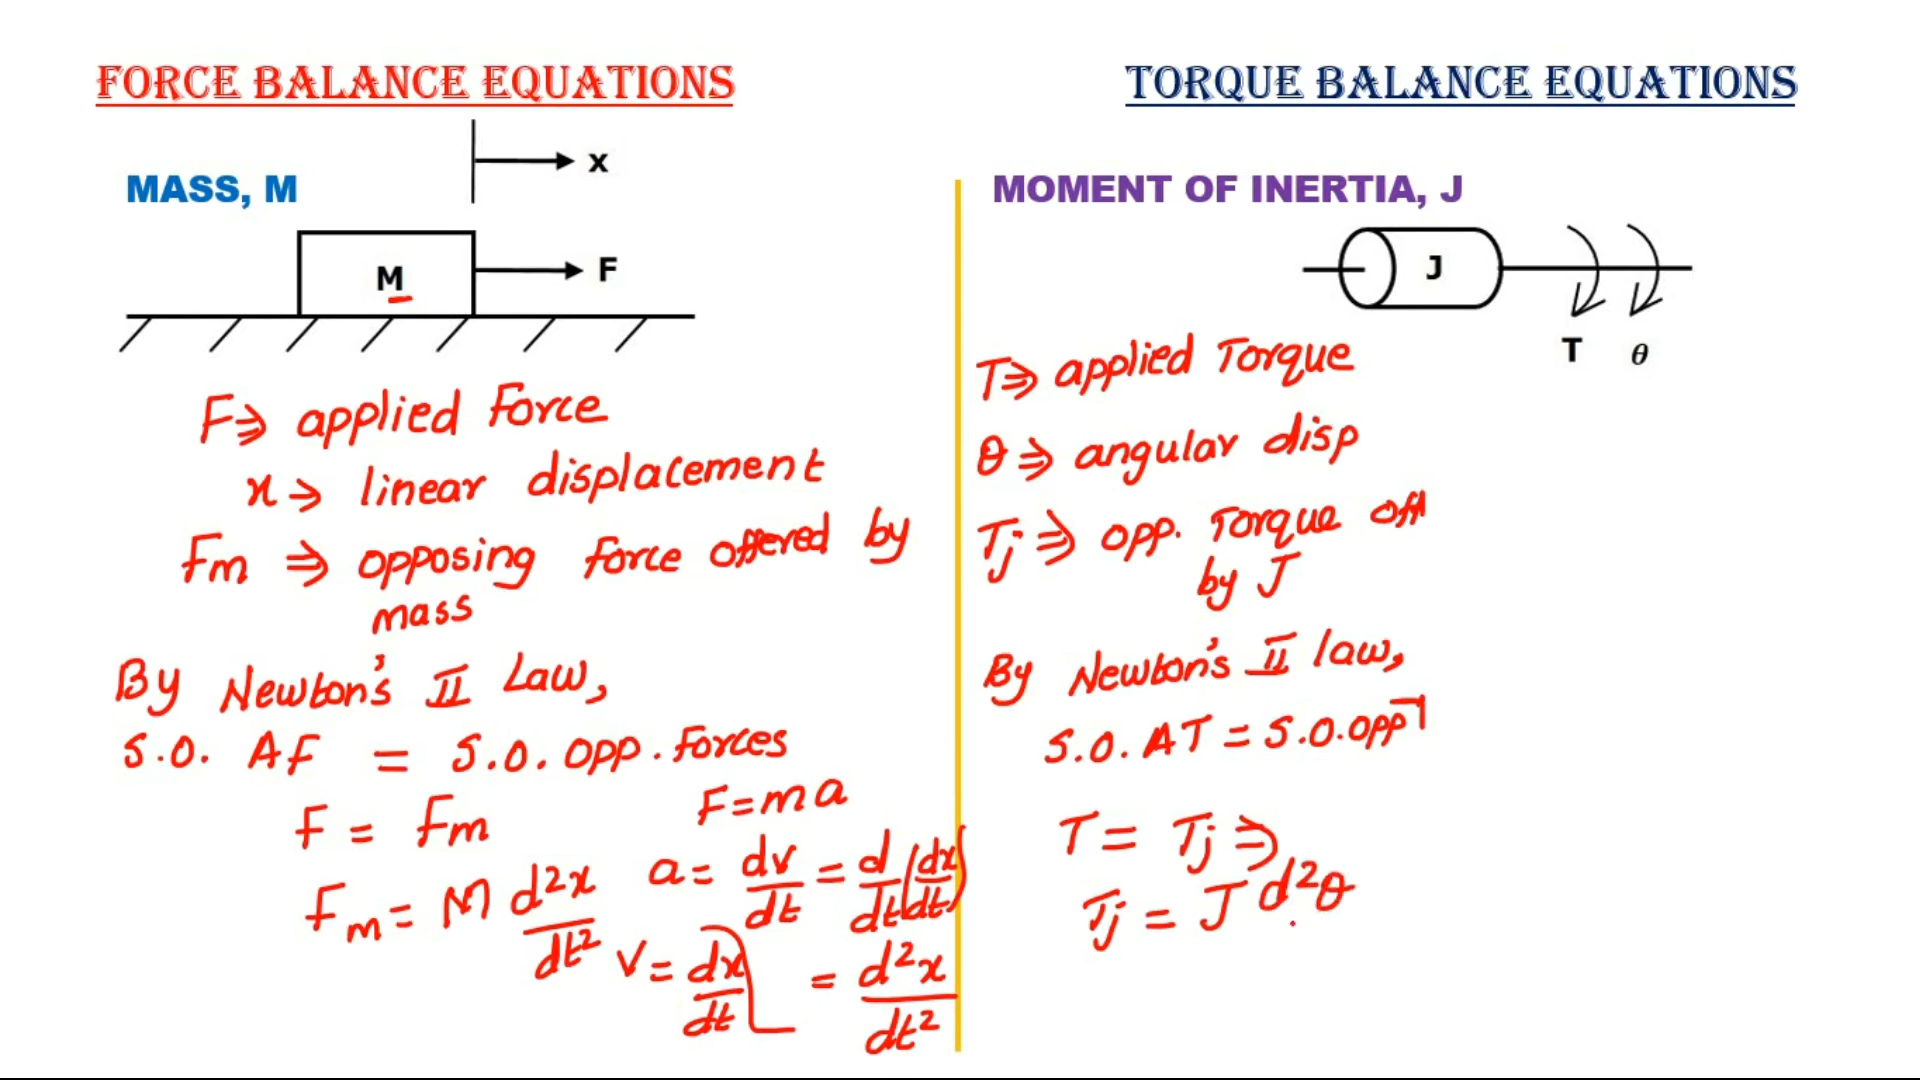 FORCE BALANCE EQUATIONS
MASS, M
x
M
F
F ⇒ applied Force
x ⇒ linear displacement
Fm ⇒ opposing force offered by
mass
By Newton's II Law,
S.O. AF = S.O. Opp. Forces
F = Fm
F = ma
Fm = M d²x/dt²
a = dv/dt = d/dt(dx/dt)
v = dx/dt
= d²x/dt²
TORQUE BALANCE EQUATIONS
MOMENT OF INERTIA, J
J
T θ
T ⇒ applied Torque
θ ⇒ angular disp
Tj ⇒ opp. Torque off
by J
By Newton's II law,
S.O. AT = S.O. OppT
T = Tj ⇒
Tj = J d²θ